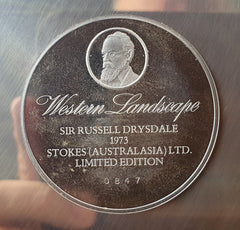 Western Landscape
SIR RUSSELL DRYSDALE
1973
STOKES (AUSTRALASIA) LTD.
LIMITED EDITION
0847